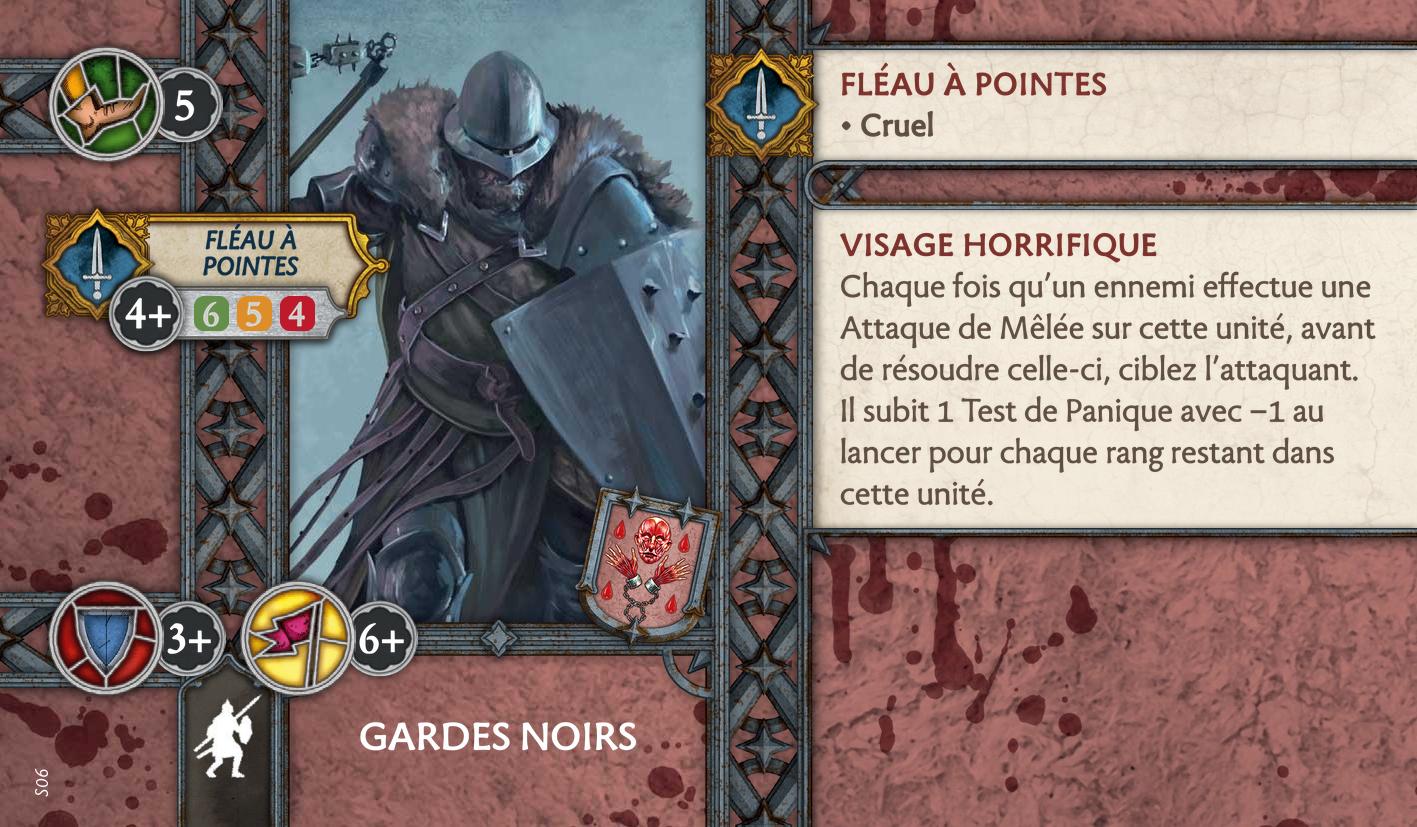 5
FLÉAU À
POINTES
4+ 6 5 4
3+ 6+
GARDES NOIRS
S06
FLÉAU À POINTES
• Cruel
VISAGE HORRIFIQUE
Chaque fois qu’un ennemi effectue une
Attaque de Mêlée sur cette unité, avant
de résoudre celle-ci, ciblez l’attaquant.
Il subit 1 Test de Panique avec –1 au
lancer pour chaque rang restant dans
cette unité.